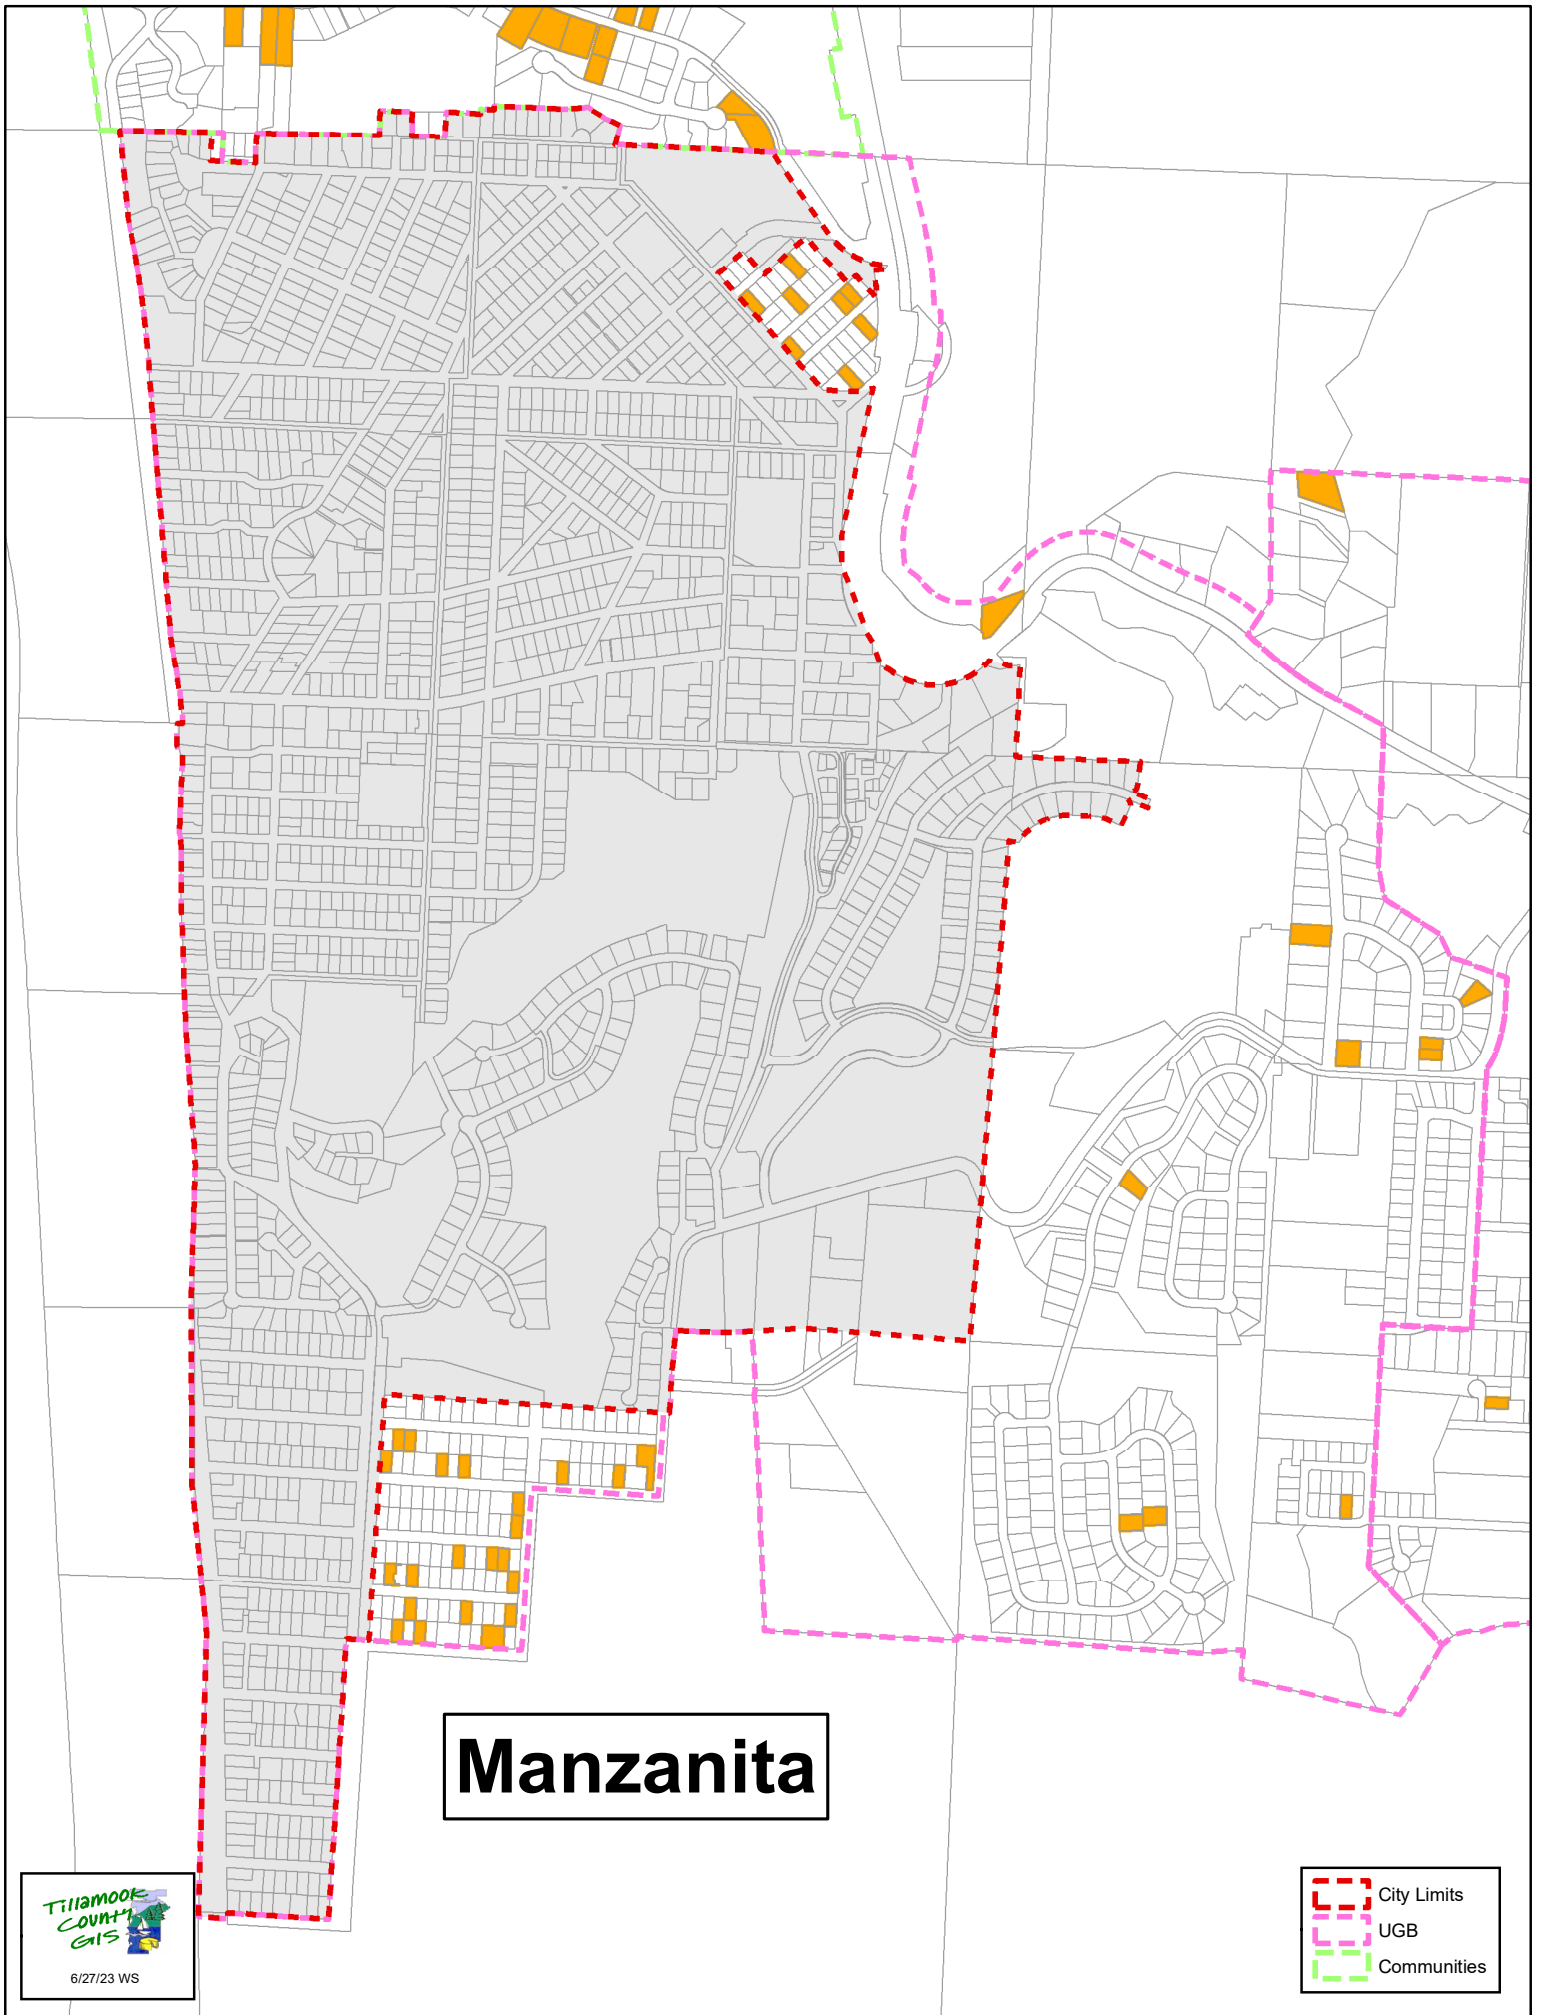 Manzanita
Tillamook
County
GIS
6/27/23 WS
City Limits
UGB
Communities